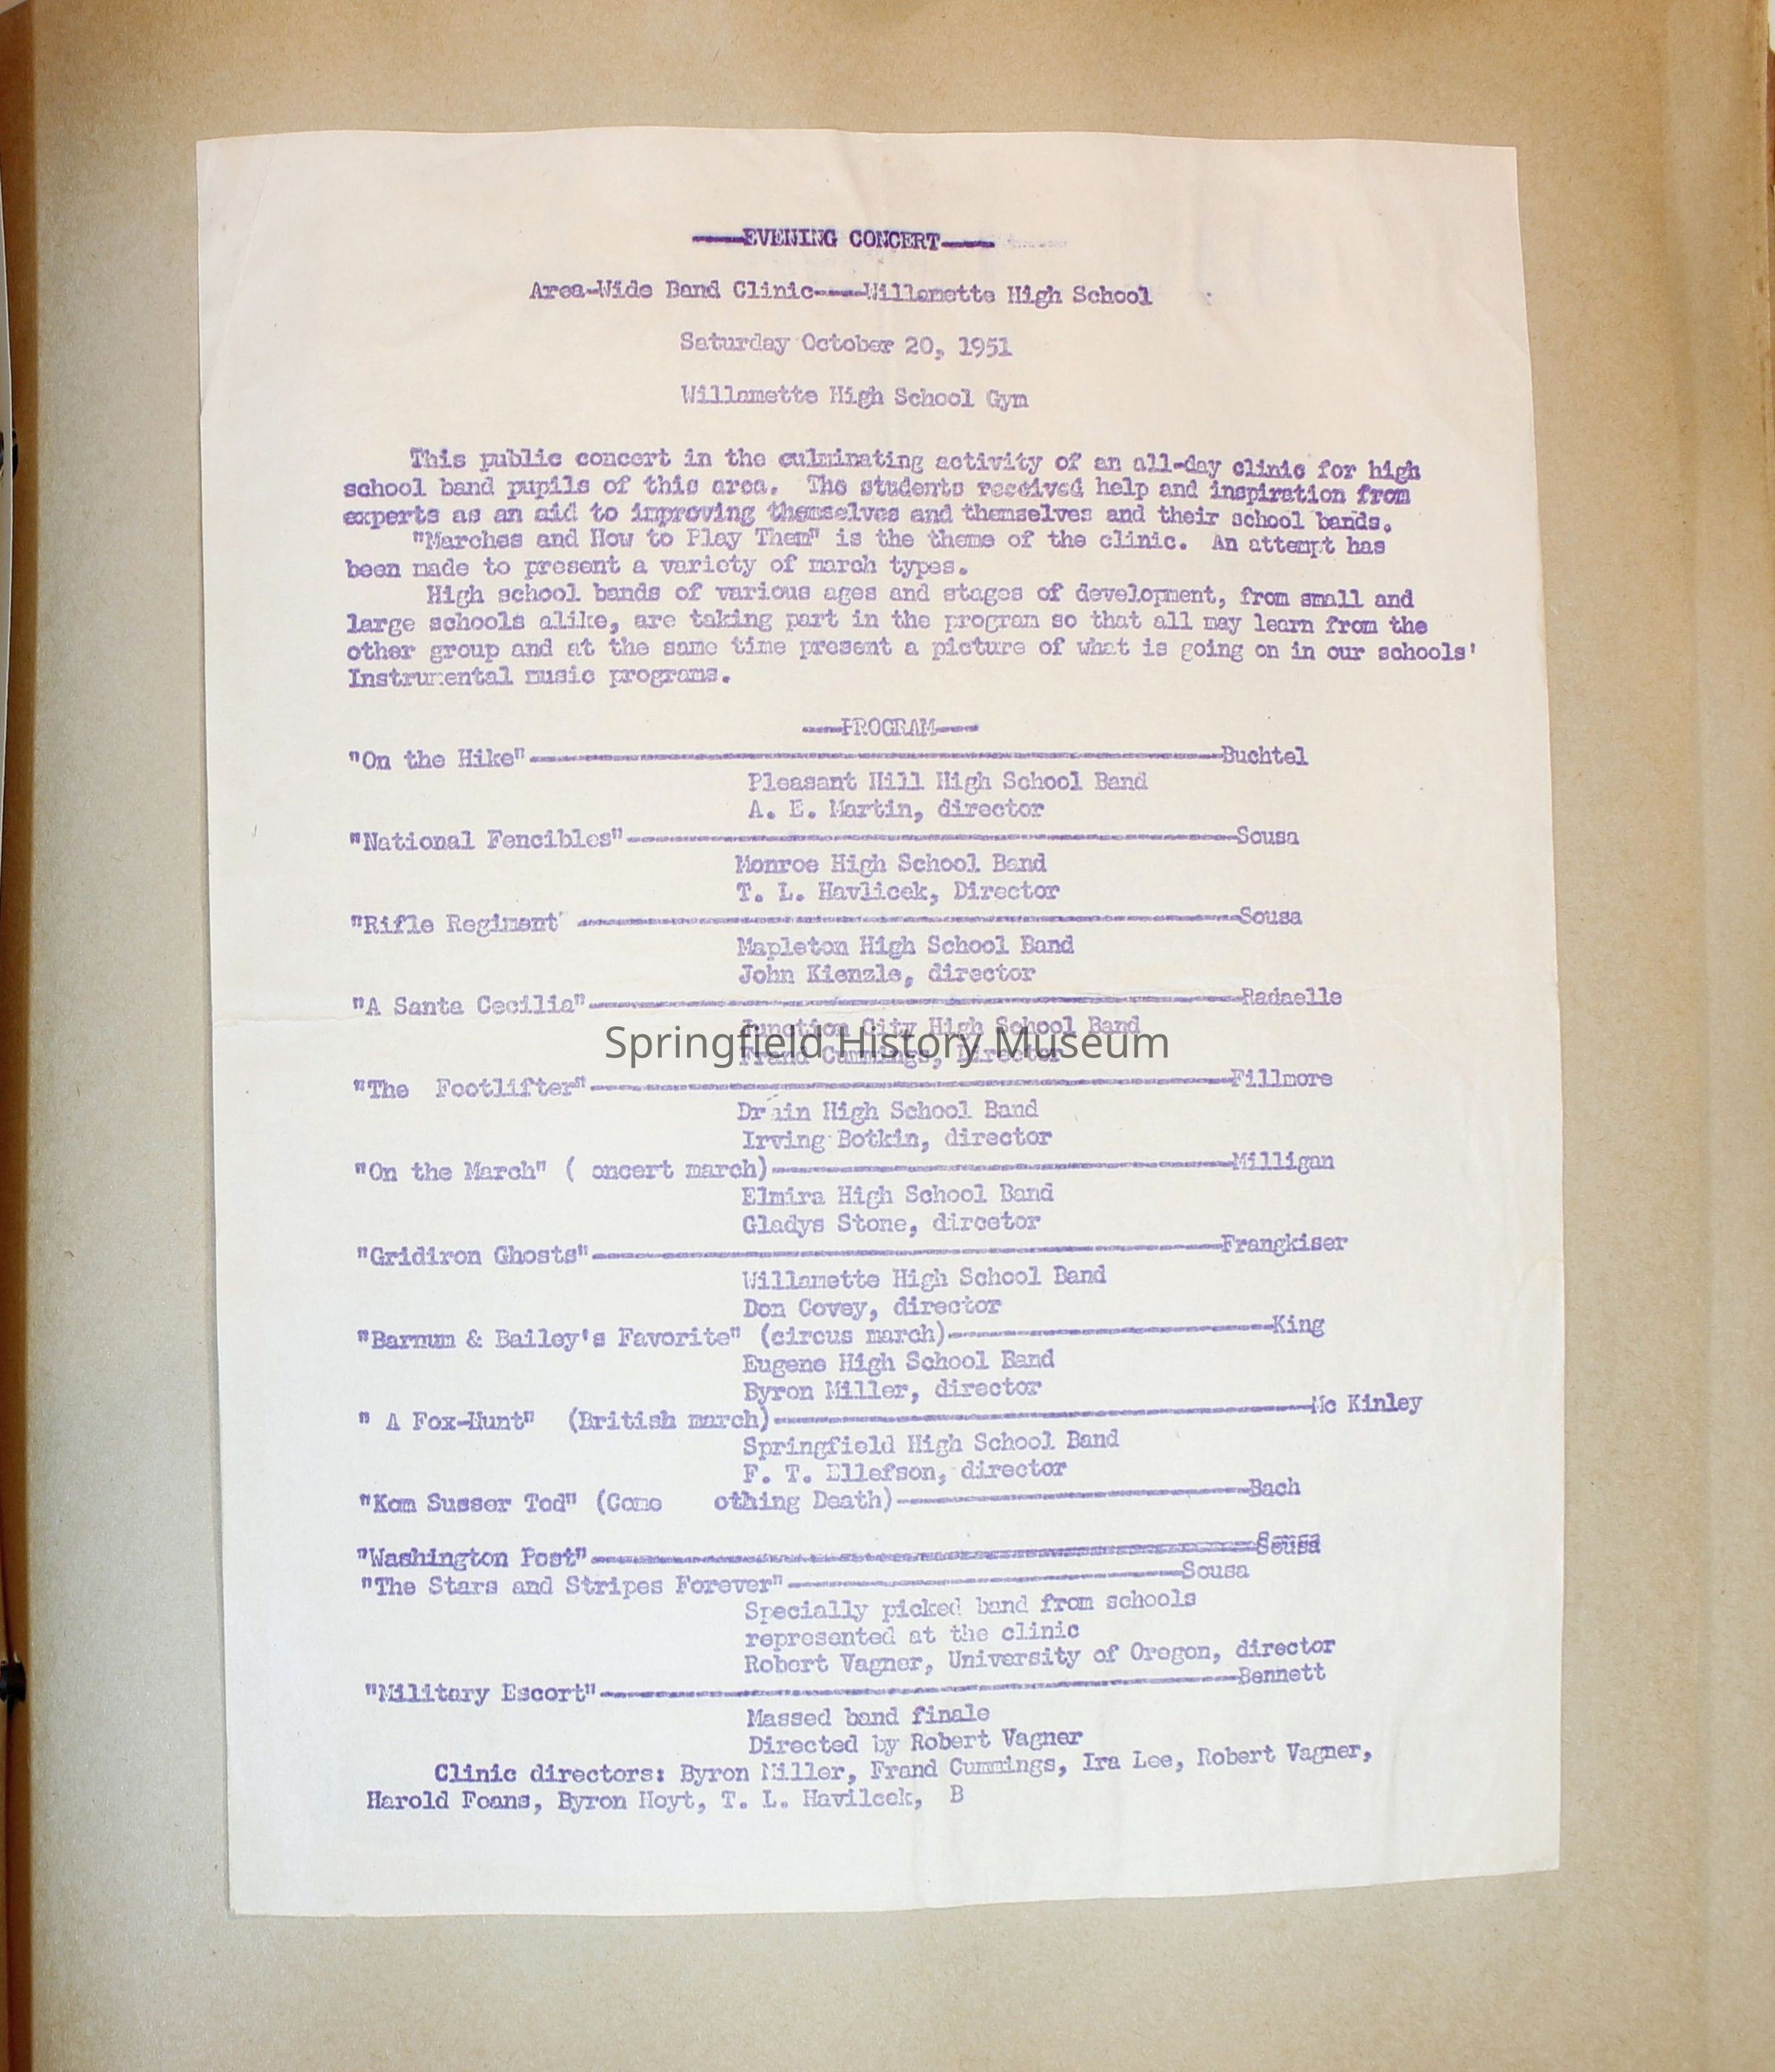 ----EVENING CONCERT----
Area-Wide Band Clinic----Willamette High School
Saturday October 20, 1951
Willamette High School Gym
This public concert in the culminating activity of an all-day clinic for high
school band pupils of this area. The students received help and inspiration from
experts as an aid to improving themselves and themselves and their school bands.
"Marches and How to Play Them" is the theme of the clinic. An attempt has
been made to present a variety of march types.
High school bands of various ages and stages of development, from small and
large schools alike, are taking part in the program so that all may learn from the
other group and at the same time present a picture of what is going on in our schools'
Instrumental music programs.
----PROGRAM----
"On the Hike"----Buchtel
Pleasant Hill High School Band
A. E. Martin, director
"National Fencibles"----Sousa
Monroe High School Band
T. L. Havlicek, Director
"Rifle Regiment'----Sousa
Mapleton High School Band
John Kienzle, director
"A Santa Cecilia"----Radaelle
Junction City High School Band
Springfield History Museum
Frand Cummings, Director
"The Footlifter"----Fillmore
Drain High School Band
Irving Botkin, director
"On the March" ( oncert march)----Milligan
Elmira High School Band
Gladys Stone, director
"Gridiron Ghosts"----Frangkiser
Willamette High School Band
Don Covey, director
"Barnum & Bailey's Favorite" (circus march)----King
Eugene High School Band
Byron Miller, director
" A Fox-Hunt" (British march)----Mc Kinley
Springfield High School Band
F. T. Ellefson, director
"Kom Susser Tod" (Come othing Death)----Bach
"Washington Post"----Sousa
"The Stars and Stripes Forever"----Sousa
Specially picked band from schools
represented at the clinic
Robert Vagner, University of Oregon, director
"Military Escort"----Bennett
Massed band finale
Directed by Robert Vagner
Clinic directors: Byron Miller, Frand Cummings, Ira Lee, Robert Vagner,
Harold Foans, Byron Hoyt, T. L. Havilcek, B